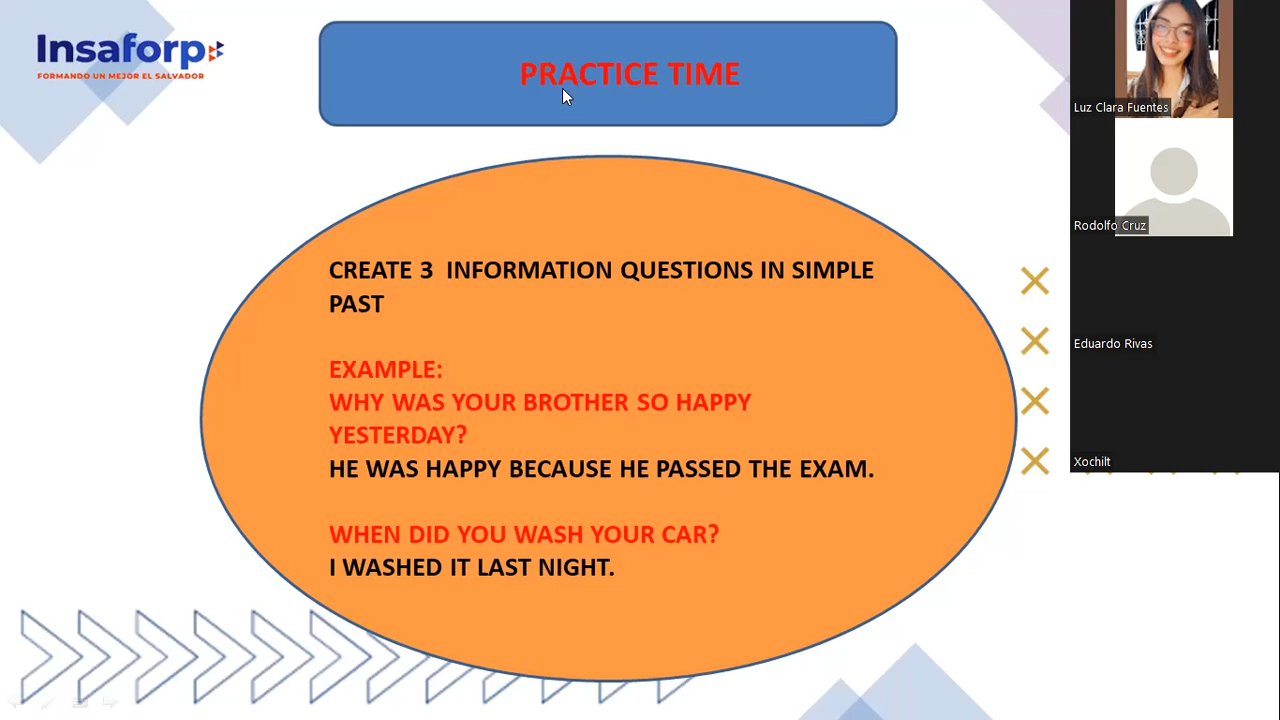 Insaforp
FORMANDO UN MEJOR EL SALVADOR
PRACTICE TIME
CREATE 3 INFORMATION QUESTIONS IN SIMPLE
PAST
EXAMPLE:
WHY WAS YOUR BROTHER SO HAPPY
YESTERDAY?
HE WAS HAPPY BECAUSE HE PASSED THE EXAM.
WHEN DID YOU WASH YOUR CAR?
I WASHED IT LAST NIGHT.
Luz Clara Fuentes
Rodolfo Cruz
Eduardo Rivas
Xochilt